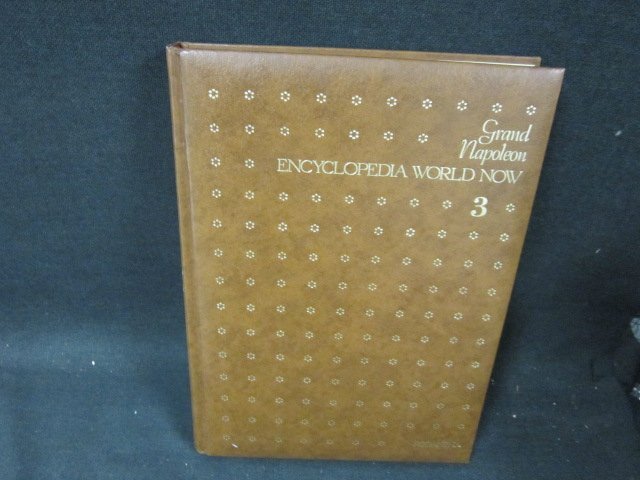 Grand
Napoleon
ENCYCLOPEDIA WORLD NOW
3